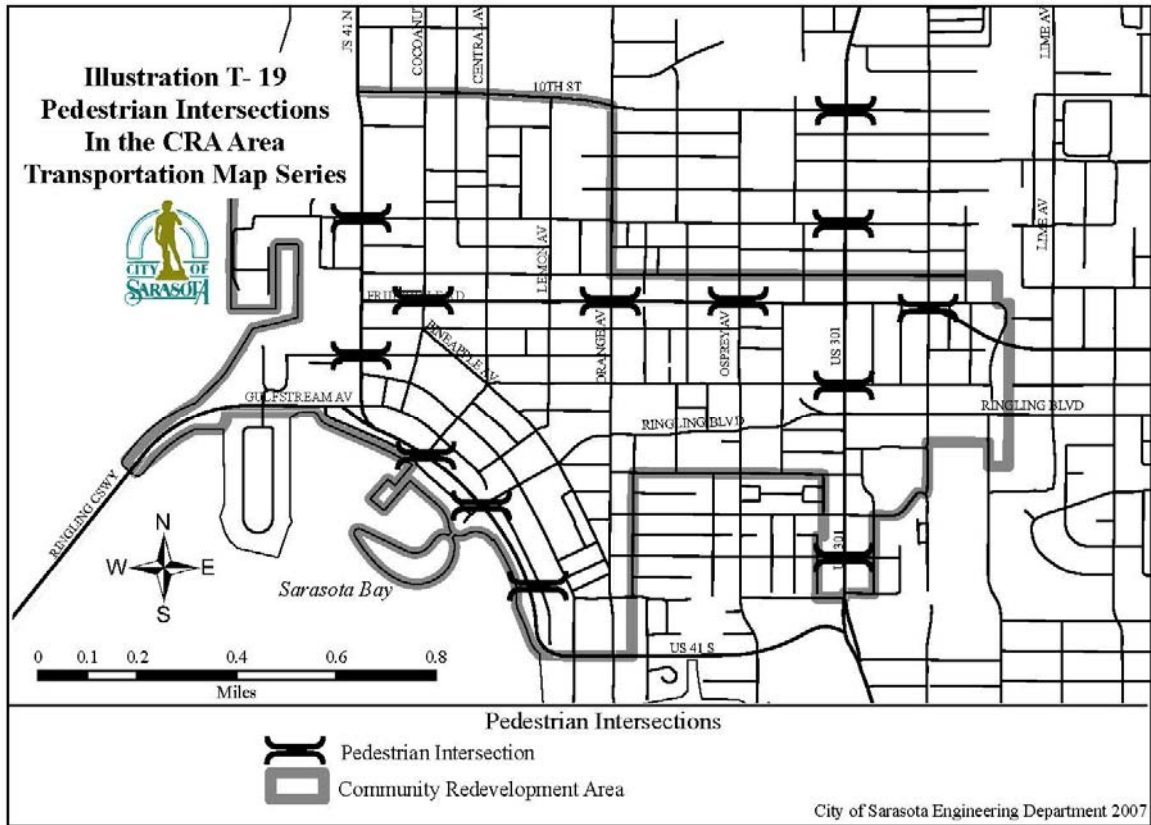 Illustration T- 19
Pedestrian Intersections
In the CRA Area
Transportation Map Series
CITY OF
SARASOTA
US 41 N
COCOANUT
CENTRAL AV
LIME AV
10TH ST
LEMON AV
LIME AV
ORANGE AV
OSPREY AV
US 301
PINEAPPLE AV
GULFSTREAM AV
RINGLING BLVD
RINGLING BLVD
RINGLING CSWY
N
W E
S
Sarasota Bay
US 41 S
0 0.1 0.2 0.4 0.6 0.8
Miles
Pedestrian Intersections
Pedestrian Intersection
Community Redevelopment Area
City of Sarasota Engineering Department 2007